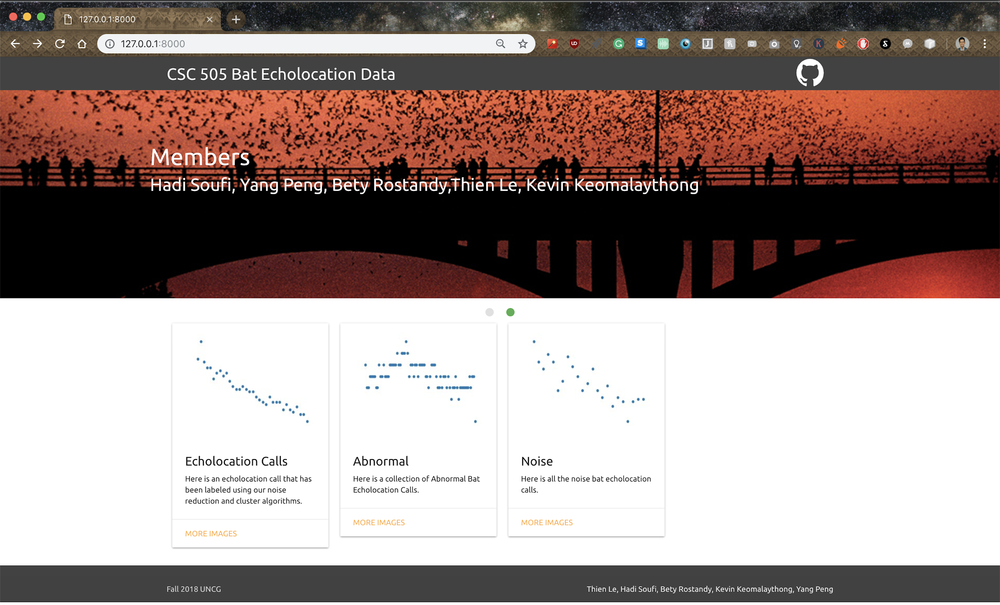 127.0.0.1:8000
127.0.0.1:8000
CSC 505 Bat Echolocation Data
Members
Hadi Soufi, Yang Peng, Bety Rostandy,Thien Le, Kevin Keomalaythong
Echolocation Calls
Here is an echolocation call that has
been labeled using our noise
reduction and cluster algorithms.
MORE IMAGES
Abnormal
Here is a collection of Abnormal Bat
Echolocation Calls.
MORE IMAGES
Noise
Here is all the noise bat echolocation
calls.
MORE IMAGES
Fall 2018 UNCG
Thien Le, Hadi Soufi, Bety Rostandy, Kevin Keomalaythong, Yang Peng